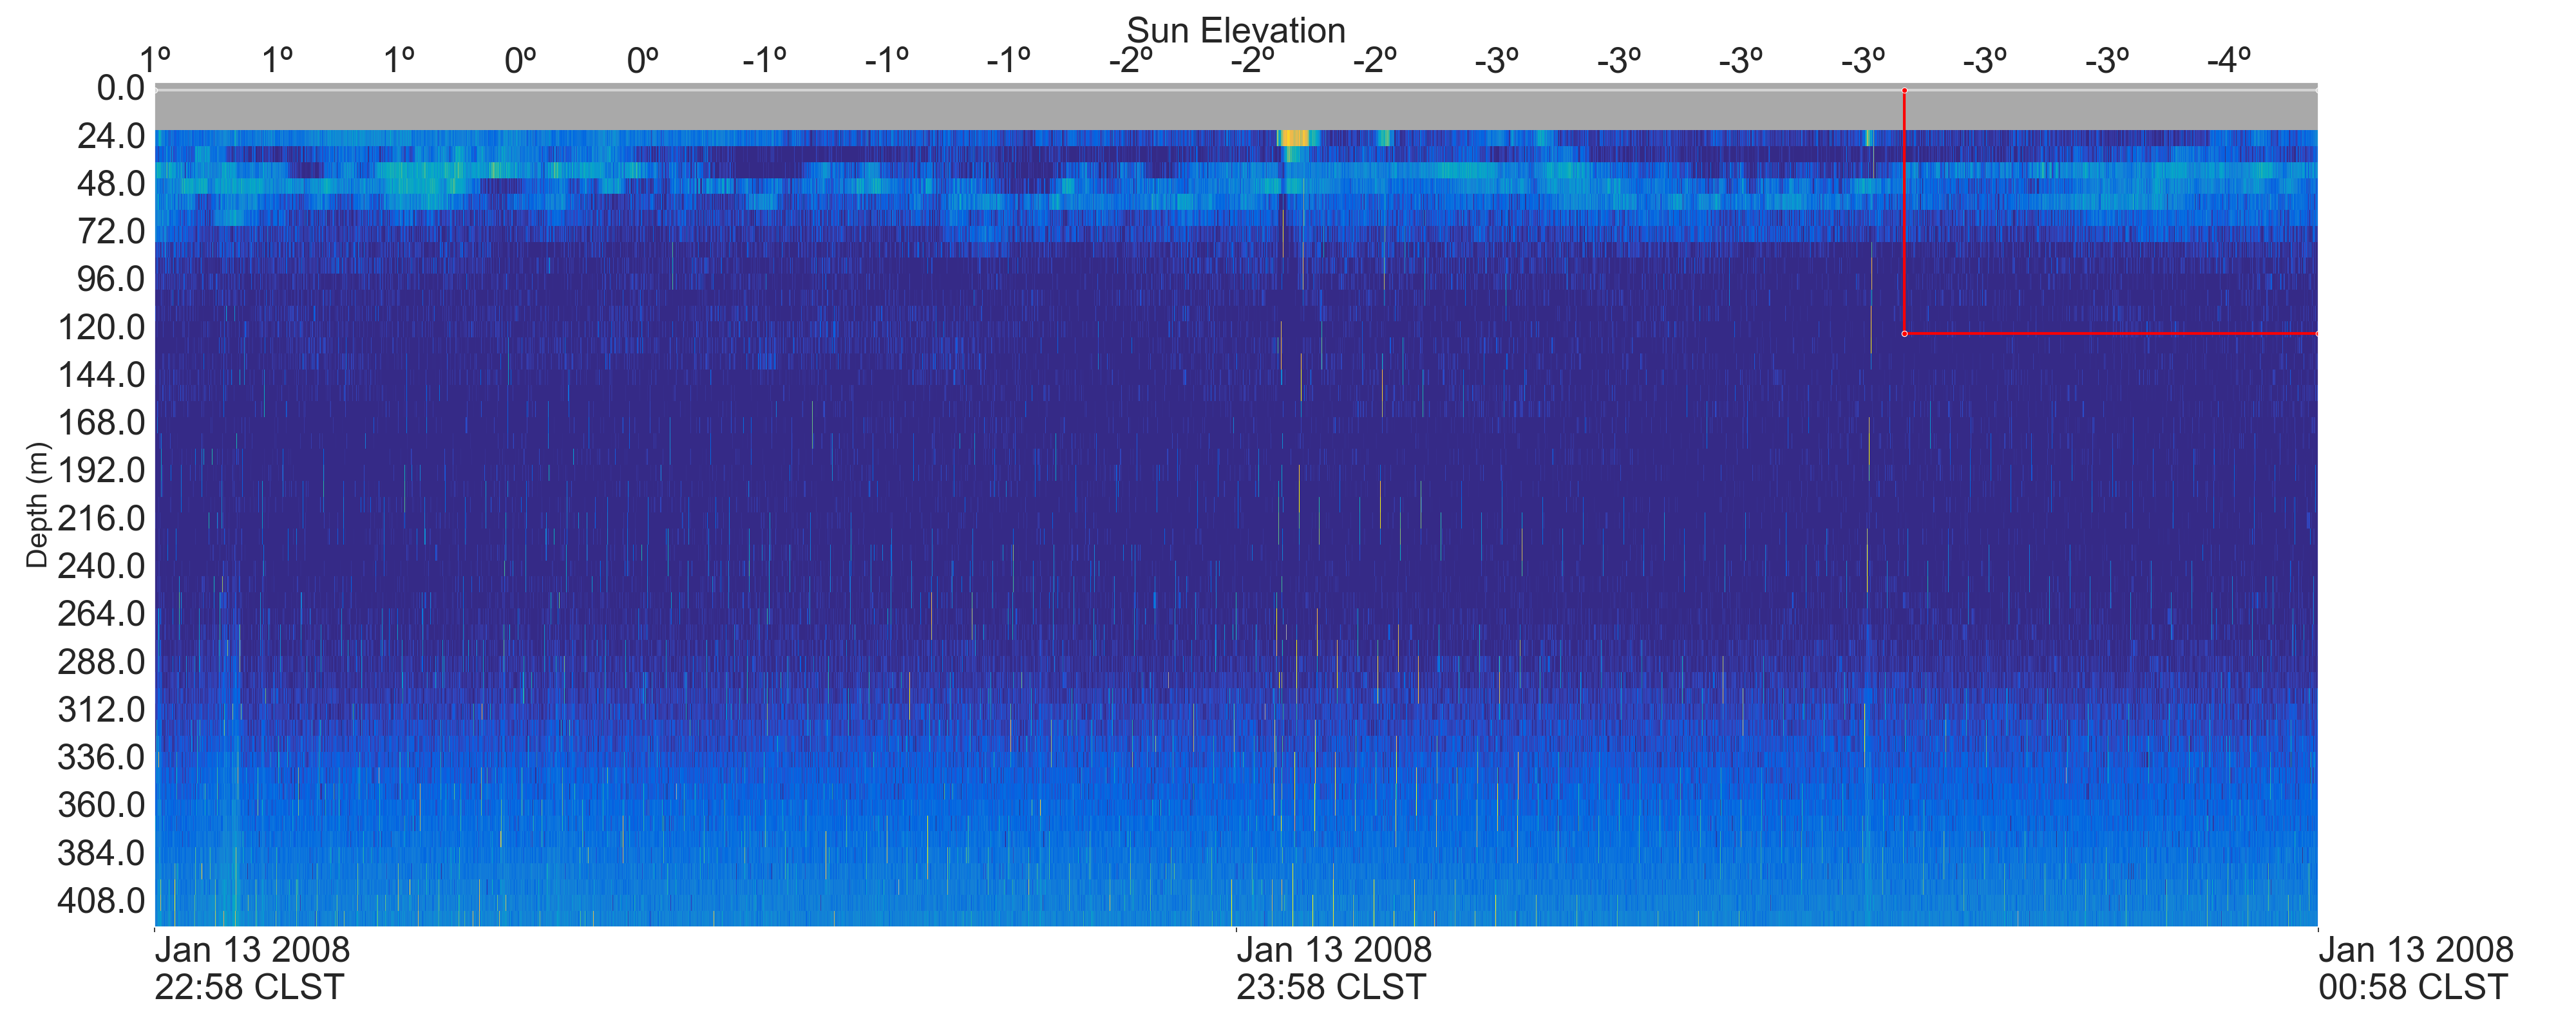 Sun Elevation
1º 1º 1º 0º 0º -1º -1º -1º -2º -2º -2º -3º -3º -3º -3º -3º -3º -4º
0.0
24.0
48.0
72.0
96.0
120.0
144.0
168.0
192.0
216.0
240.0
264.0
288.0
312.0
336.0
360.0
384.0
408.0
Depth (m)
Jan 13 2008
22:58 CLST
Jan 13 2008
23:58 CLST
Jan 13 2008
00:58 CLST